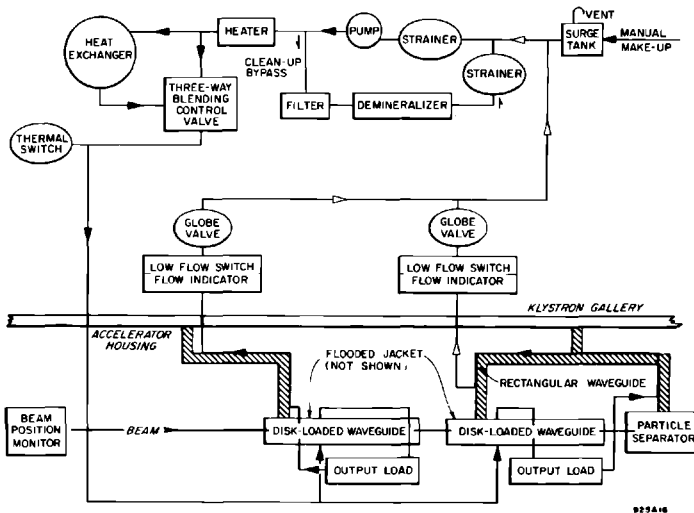 VENT
MANUAL
MAKE-UP
SURGE
TANK
STRAINER
PUMP
HEATER
HEAT
EXCHANGER
CLEAN-UP
BYPASS
STRAINER
THREE-WAY
BLENDING
CONTROL
VALVE
FILTER
DEMINERALIZER
THERMAL
SWITCH
GLOBE
VALVE
GLOBE
VALVE
LOW FLOW SWITCH
FLOW INDICATOR
LOW FLOW SWITCH
FLOW INDICATOR
KLYSTRON GALLERY
ACCELERATOR
HOUSING
FLOODED JACKET
(NOT SHOWN)
RECTANGULAR WAVEGUIDE
BEAM
POSITION
MONITOR
BEAM
DISK-LOADED WAVEGUIDE
DISK-LOADED WAVEGUIDE
PARTICLE
SEPARATOR
OUTPUT LOAD
OUTPUT LOAD
925A16